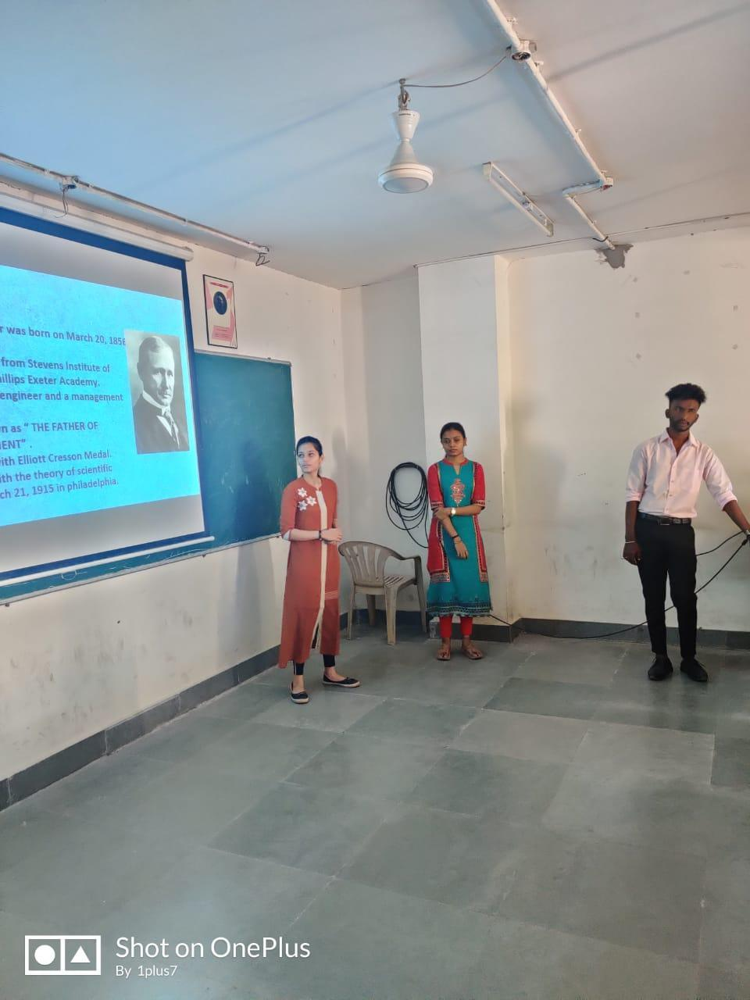 r was born on March 20, 1856
from Stevens Institute of
hillips Exeter Academy.
engineer and a management
n as “ THE FATHER OF
MENT” .
with Elliott Cresson Medal.
ith the theory of scientific
ch 21, 1915 in philadelphia.
Shot on OnePlus
By 1plus7